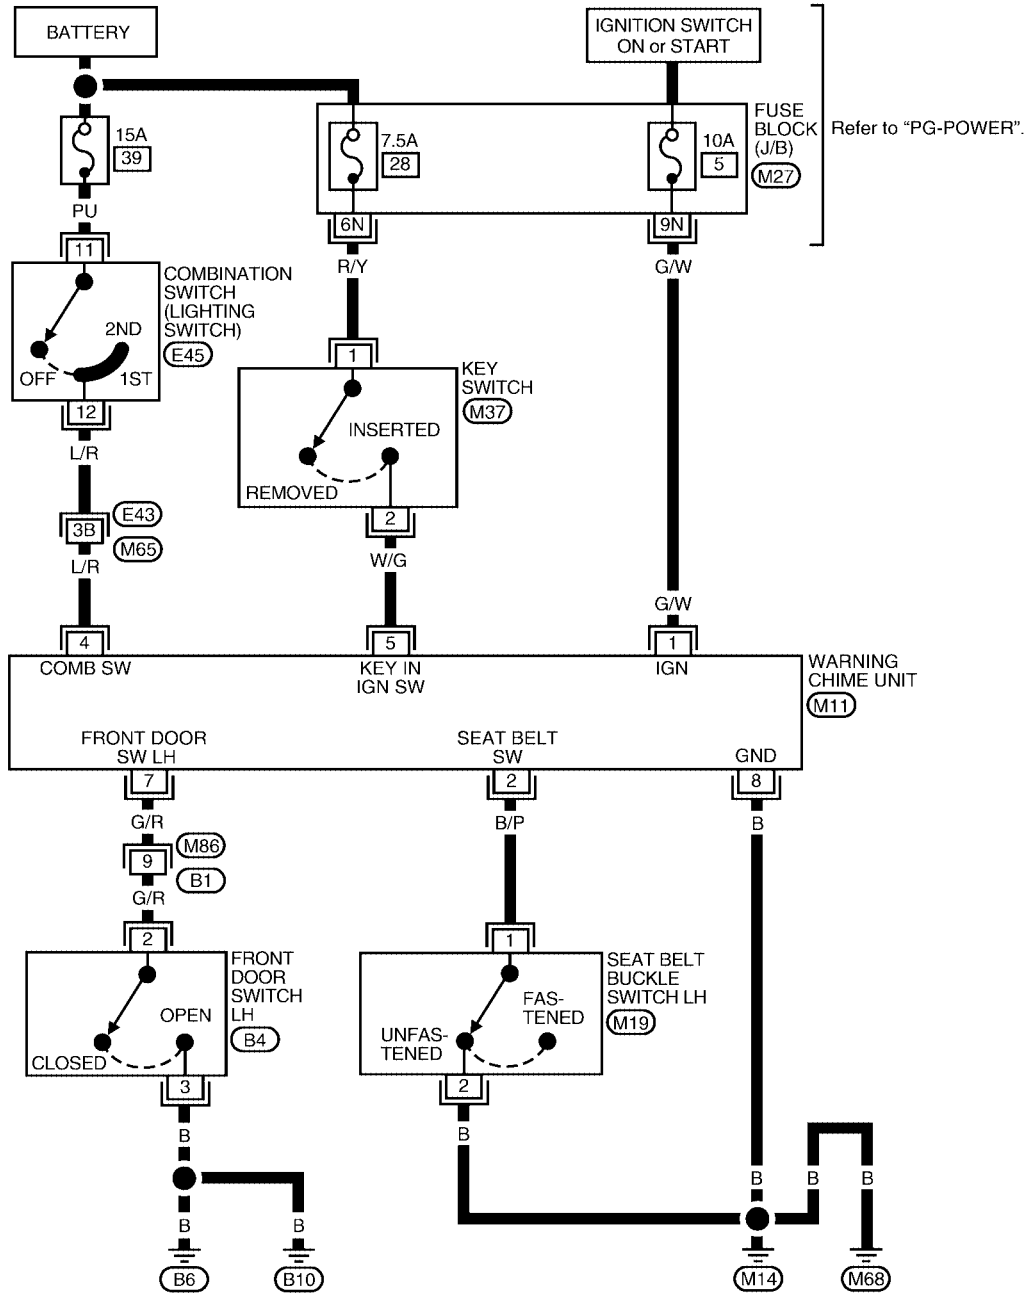 BATTERY
IGNITION SWITCH
ON or START
15A
39
7.5A
28
10A
5
FUSE
BLOCK
(J/B)
M27
Refer to “PG-POWER”.
PU
6N
9N
11
R/Y
G/W
COMBINATION
SWITCH
(LIGHTING
SWITCH)
E45
2ND
OFF
1ST
12
1
KEY
SWITCH
M37
INSERTED
REMOVED
L/R
2
E43
3B
M65
W/G
L/R
G/W
4
5
1
COMB SW
KEY IN
IGN SW
IGN
WARNING
CHIME UNIT
M11
FRONT DOOR
SW LH
SEAT BELT
SW
GND
7
2
8
G/R
B/P
B
M86
9
B1
G/R
2
1
FRONT
DOOR
SWITCH
LH
B4
OPEN
CLOSED
SEAT BELT
BUCKLE
SWITCH LH
M19
FAS-
TENED
UNFAS-
TENED
3
2
B
B
B
B
B
B
B
B6
B10
M14
M68